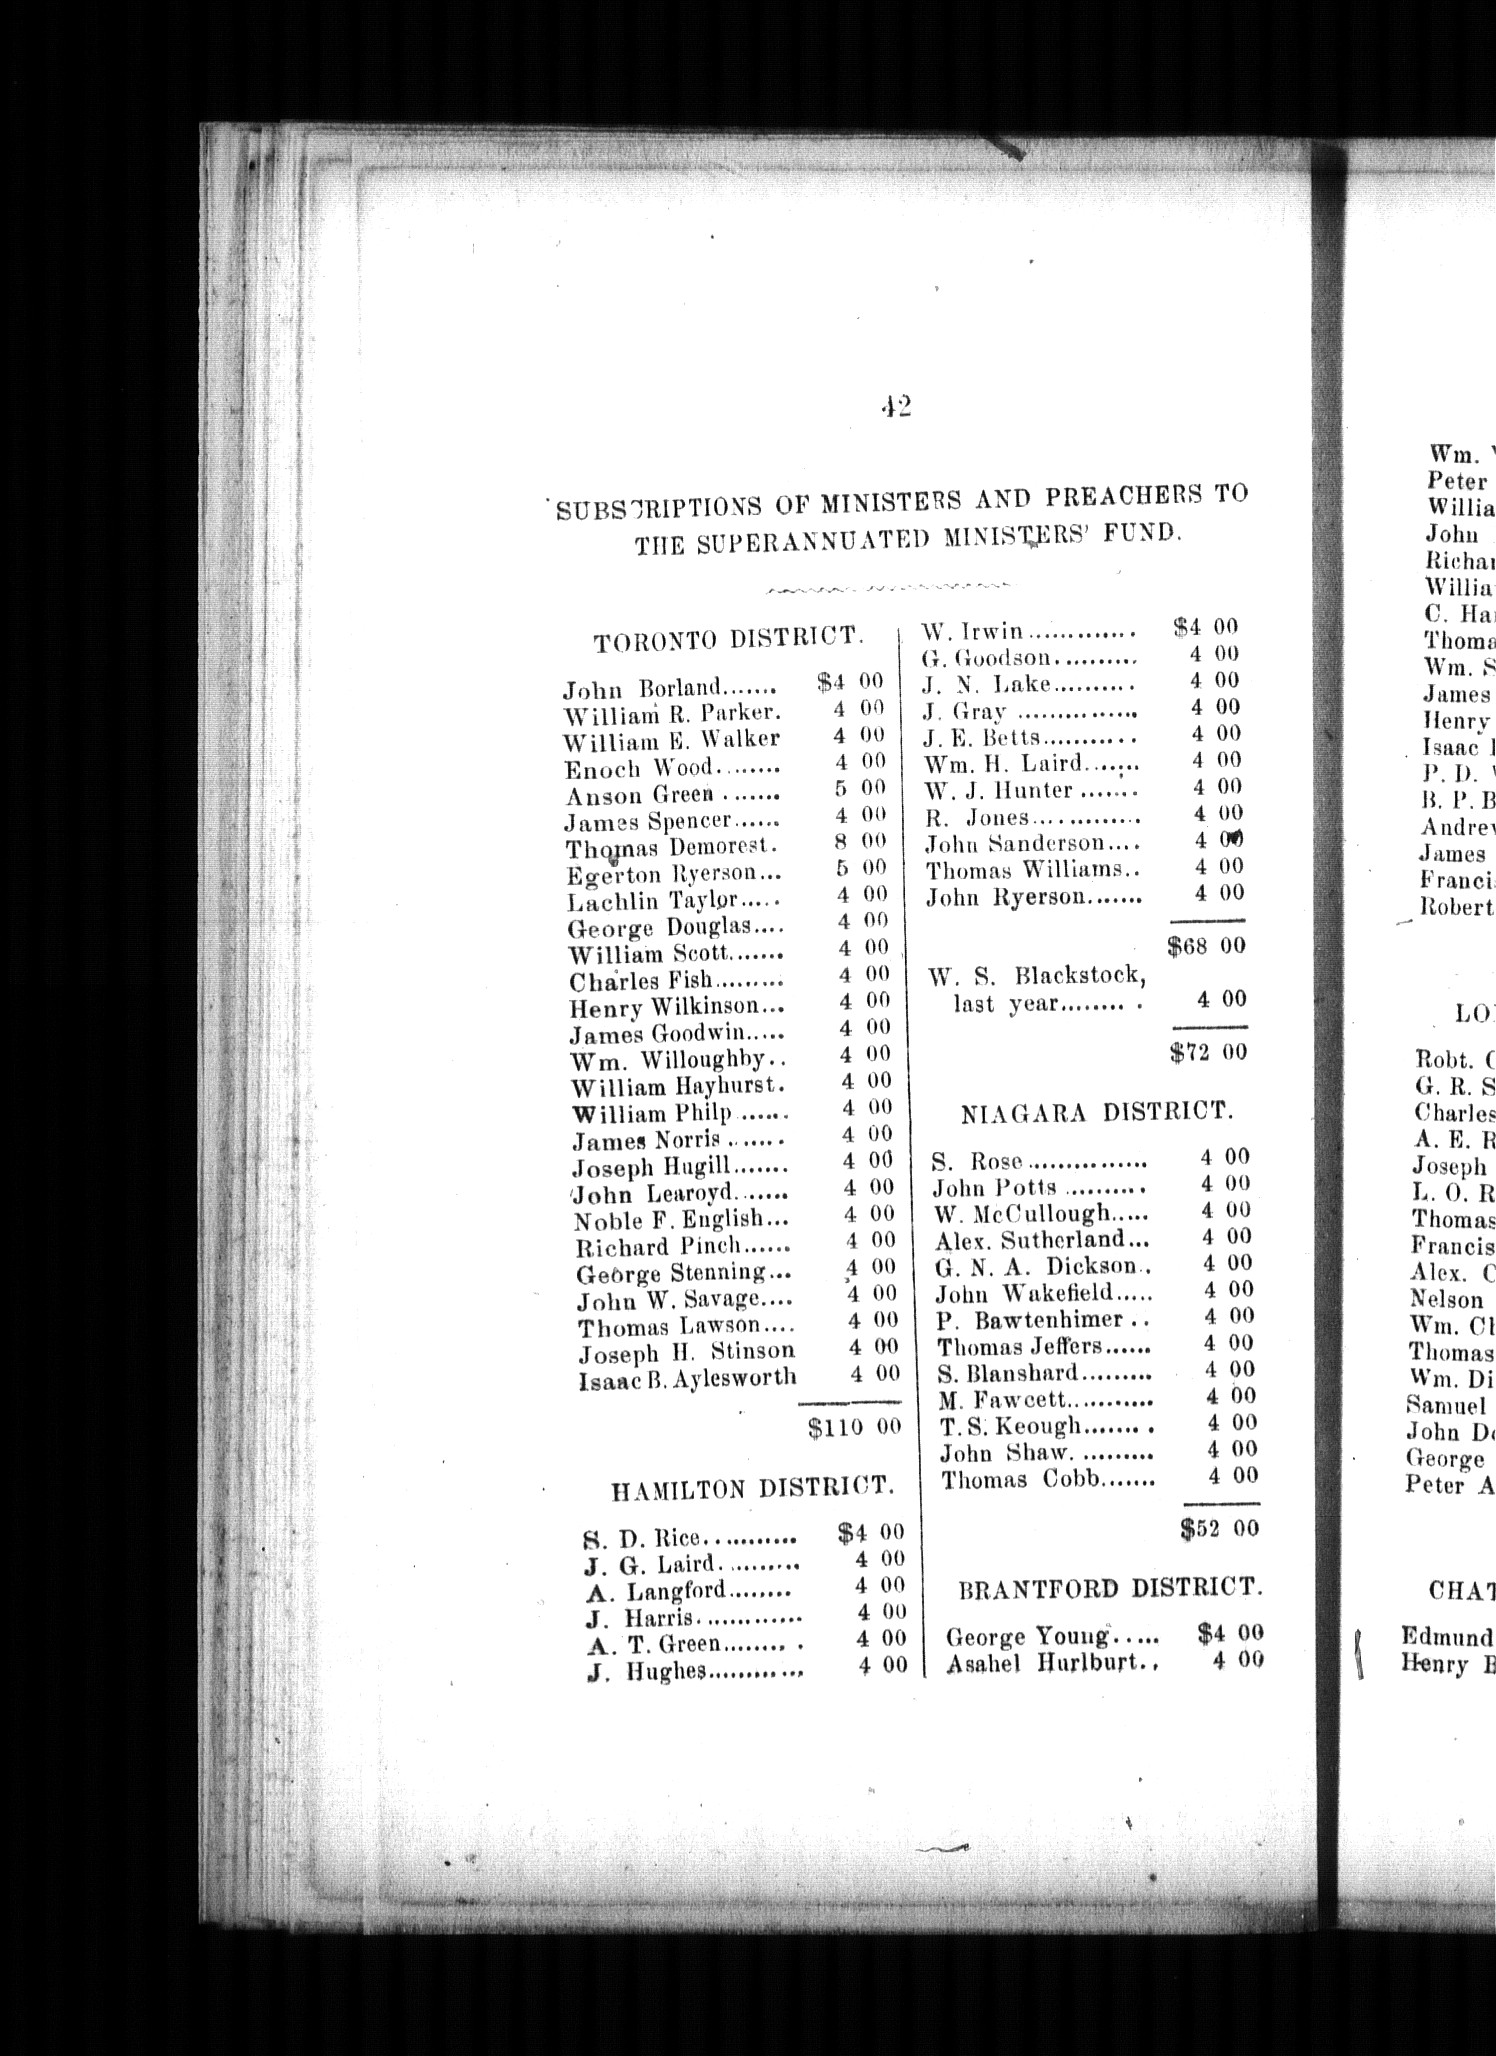 42
SUBSCRIPTIONS OF MINISTERS AND PREACHERS TO
THE SUPERANNUATED MINISTERS' FUND.
TORONTO DISTRICT.
John Borland....... $4 00
William R. Parker. 4 00
William E. Walker 4 00
Enoch Wood........ 4 00
Anson Green ....... 5 00
James Spencer...... 4 00
Thomas Demorest. 8 00
Egerton Ryerson... 5 00
Lachlin Taylor..... 4 00
George Douglas.... 4 00
William Scott....... 4 00
Charles Fish......... 4 00
Henry Wilkinson... 4 00
James Goodwin..... 4 00
Wm. Willoughby.. 4 00
William Hayhurst. 4 00
William Philp ...... 4 00
James Norris ....... 4 00
Joseph Hugill....... 4 00
John Learoyd....... 4 00
Noble F. English... 4 00
Richard Pinch...... 4 00
George Stenning... 4 00
John W. Savage.... 4 00
Thomas Lawson.... 4 00
Joseph H. Stinson 4 00
Isaac B. Aylesworth 4 00
$110 00
HAMILTON DISTRICT.
S. D. Rice........... $4 00
J. G. Laird.......... 4 00
A. Langford........ 4 00
J. Harris............. 4 00
A. T. Green........ . 4 00
J. Hughes............ 4 00
W. Irwin............. $4 00
G. Goodson.......... 4 00
J. N. Lake.......... 4 00
J. Gray ............... 4 00
J. E. Betts........... 4 00
Wm. H. Laird....... 4 00
W. J. Hunter ....... 4 00
R. Jones............. 4 00
John Sanderson.... 4 00
Thomas Williams.. 4 00
John Ryerson....... 4 00
$68 00
W. S. Blackstock,
last year........ . 4 00
$72 00
NIAGARA DISTRICT.
S. Rose............... 4 00
John Potts .......... 4 00
W. McCullough..... 4 00
Alex. Sutherland... 4 00
G. N. A. Dickson.. 4 00
John Wakefield..... 4 00
P. Bawtenhimer .. 4 00
Thomas Jeffers...... 4 00
S. Blanshard......... 4 00
M. Fawcett........... 4 00
T. S. Keough....... . 4 00
John Shaw. ......... 4 00
Thomas Cobb....... 4 00
$52 00
BRANTFORD DISTRICT.
George Young..... $4 00
Asahel Hurlburt.. 4 00
Wm.
Peter
John
Wm.
James
Henry
Isaac
P. D.
B. P.
James
Robert
Robt.
G. R.
Charles
A. E.
Joseph
L. O.
Thomas
Francis
Alex.
Nelson
Wm.
Thomas
Wm.
Samuel
John
George
Peter
Edmund
Henry